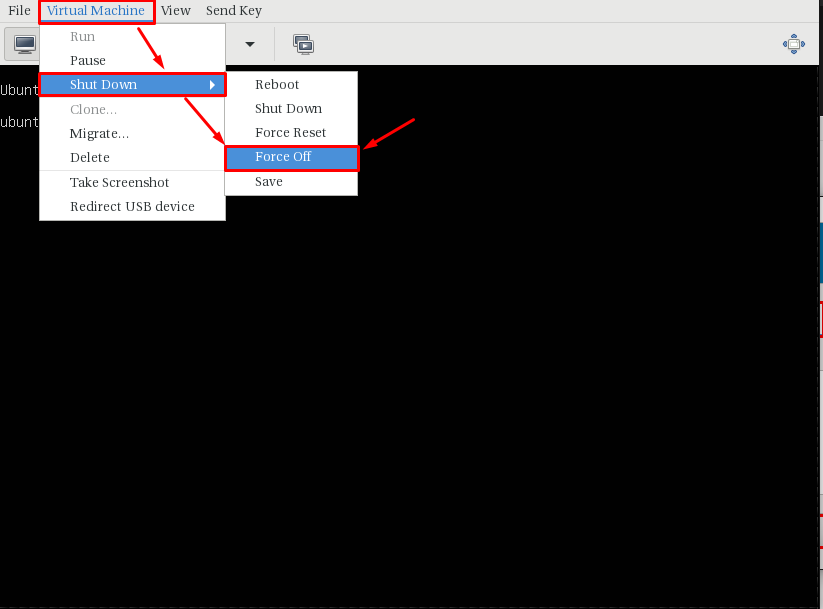 File Virtual Machine View Send Key
Run
Pause
Shut Down
Clone...
Migrate...
Delete
Take Screenshot
Redirect USB device
Reboot
Shut Down
Force Reset
Force Off
Save
Ubunt
ubunt